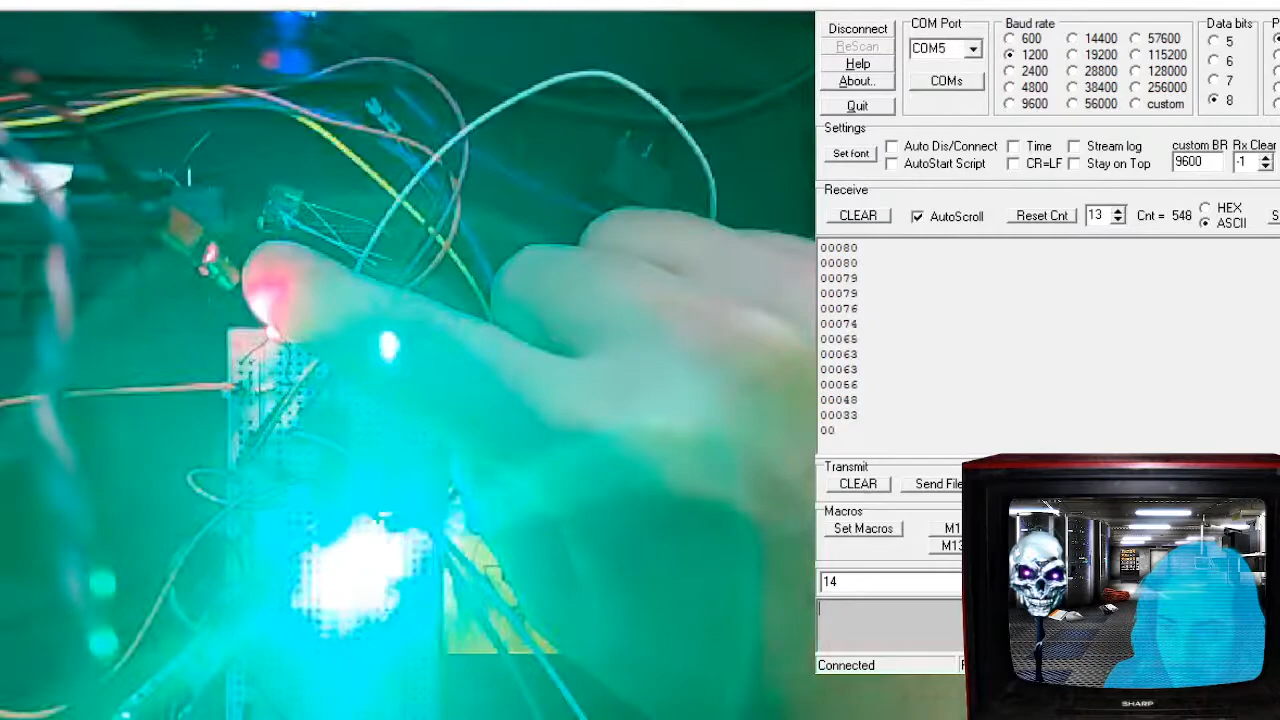 Disconnect
ReScan
Help
About..
Quit
COM Port
COM5
COMs
Baud rate
600
1200
2400
4800
9600
14400
19200
28800
38400
56000
57600
115200
128000
256000
custom
Data bits
5
6
7
8
Settings
Set font
Auto Dis/Connect
AutoStart Script
Time
CR=LF
Stream log
Stay on Top
custom BR
9600
Rx Clear
-1
Receive
CLEAR
AutoScroll
Reset Cnt
13
Cnt = 548
HEX
ASCII
00080
00080
00079
00079
00076
00074
00063
00063
00048
00033
00
Transmit
CLEAR
Send File
Macros
Set Macros
M1
M13
14
Connected
SHARP